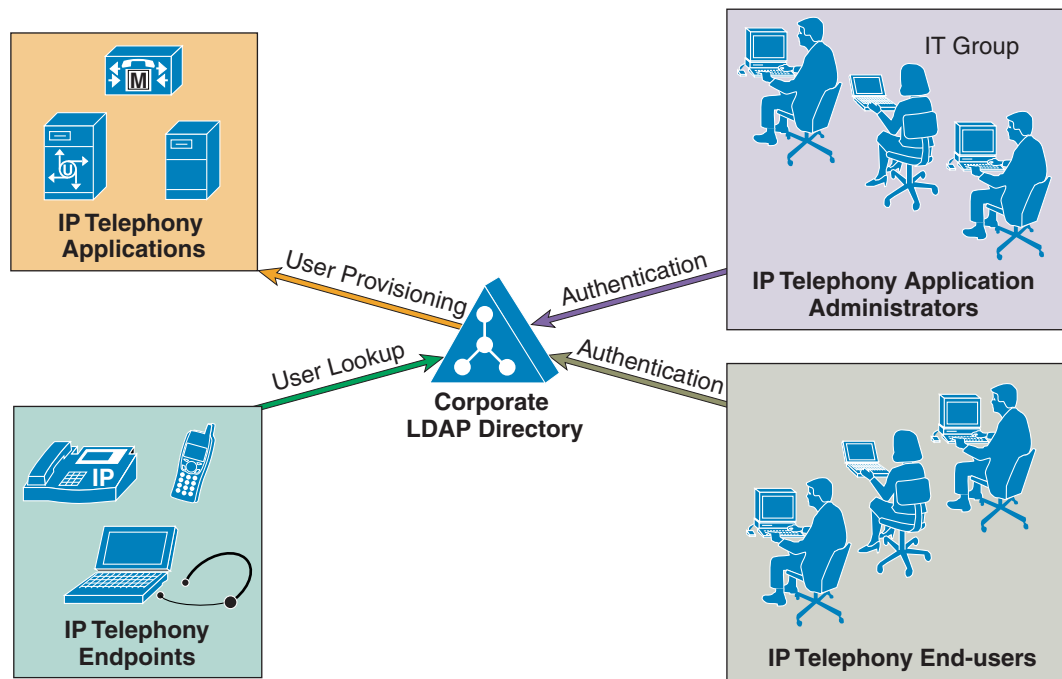 M
U
IP Telephony
Applications
IT Group
IP Telephony Application
Administrators
User Provisioning
Authentication
User Lookup
Authentication
Corporate
LDAP Directory
IP
IP Telephony
Endpoints
IP Telephony End-users